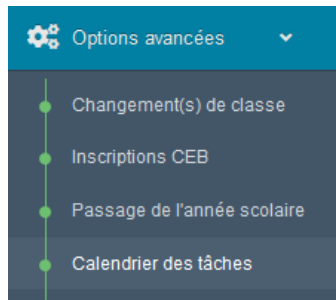 Options avancées
Changement(s) de classe
Inscriptions CEB
Passage de l'année scolaire
Calendrier des tâches